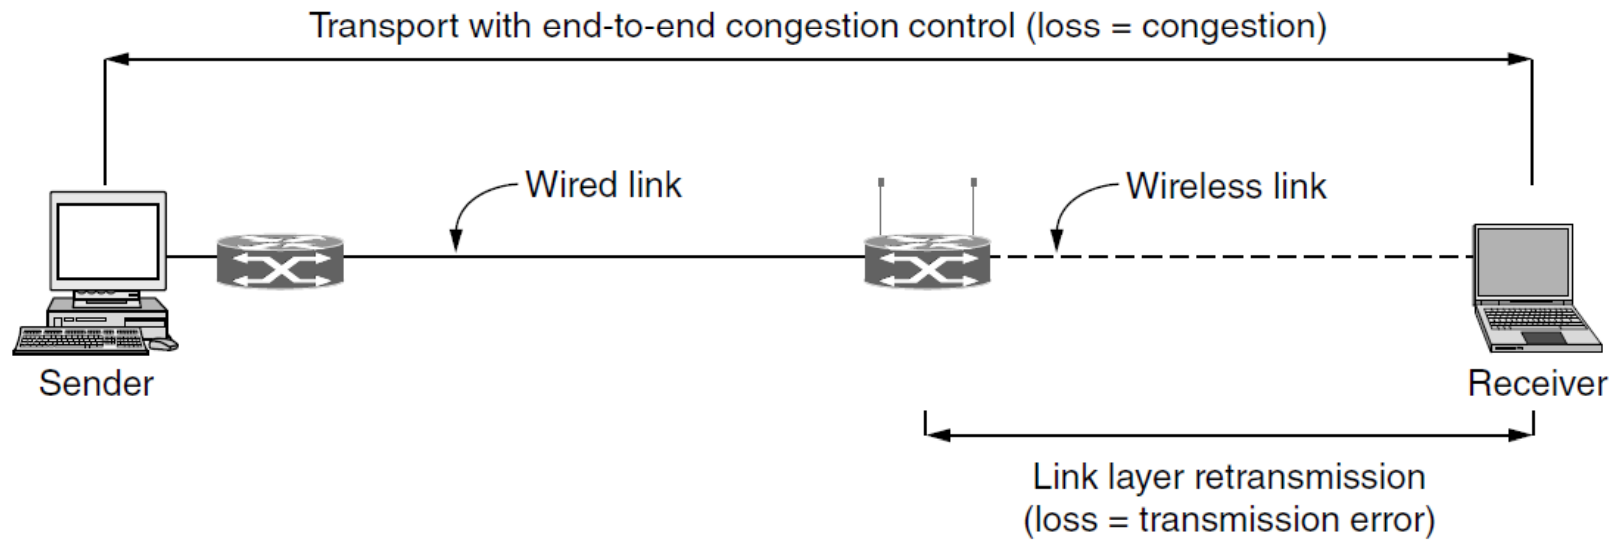 Transport with end-to-end congestion control (loss = congestion)
Wired link
Wireless link
Sender
Receiver
Link layer retransmission
(loss = transmission error)